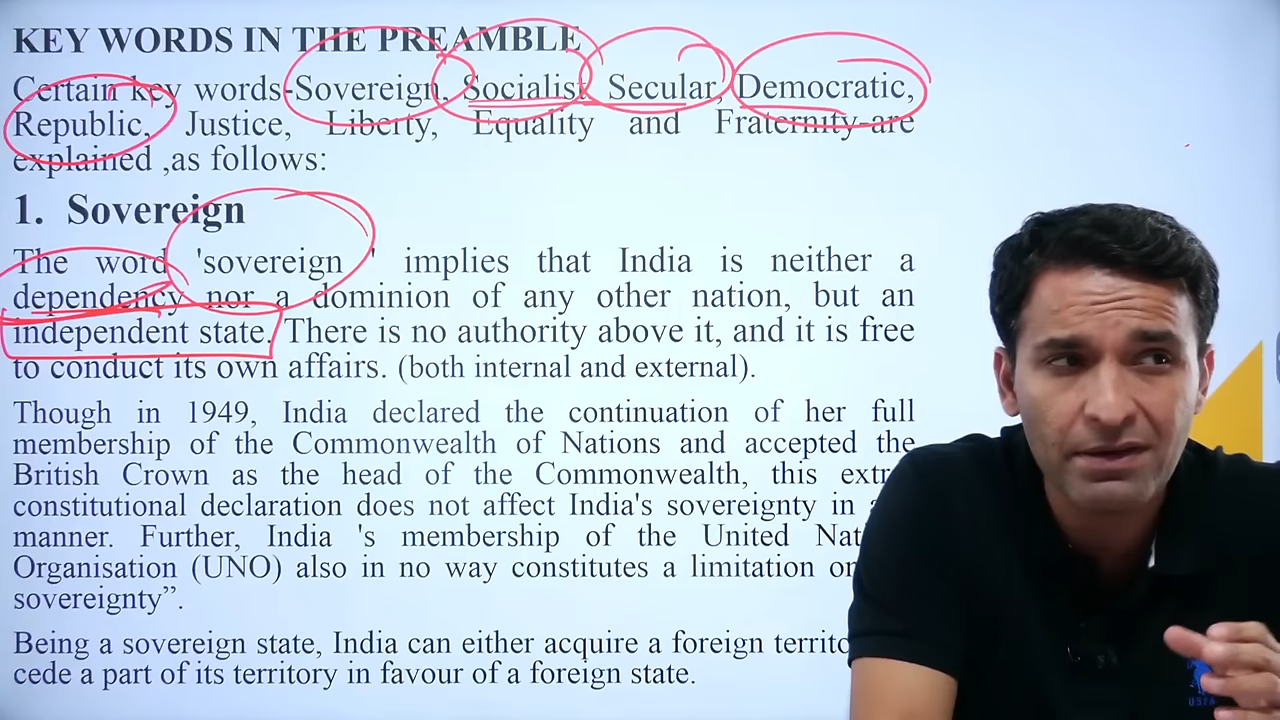 KEY WORDS IN THE PREAMBLE
Certain key words-Sovereign, Socialist Secular, Democratic,
Republic, Justice, Liberty, Equality and Fraternity-are
explained ,as follows:
1. Sovereign
The word 'sovereign ' implies that India is neither a
dependency nor a dominion of any other nation, but an
independent state. There is no authority above it, and it is free
to conduct its own affairs. (both internal and external).
Though in 1949, India declared the continuation of her full
membership of the Commonwealth of Nations and accepted the
British Crown as the head of the Commonwealth, this
constitutional declaration does not affect India's sovereignty in
manner. Further, India 's membership of the United
Organisation (UNO) also in no way constitutes a limitation on
sovereignty”.
Being a sovereign state, India can either acquire a foreign
cede a part of its territory in favour of a foreign state.